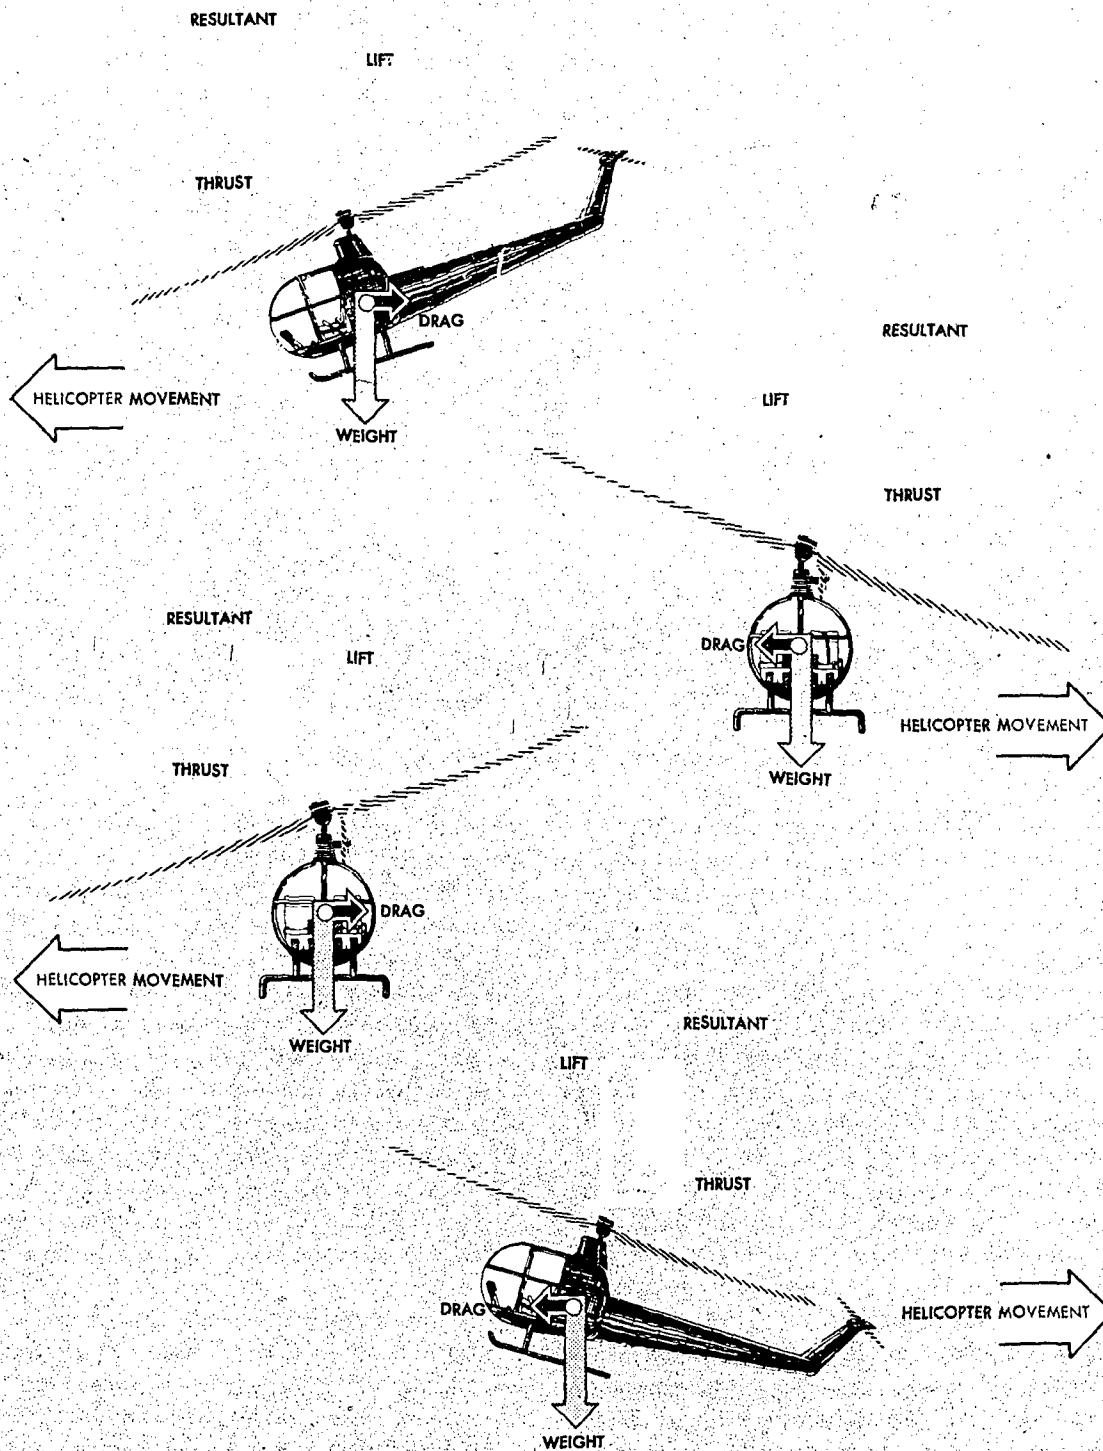 RESULTANT
LIFT
THRUST
DRAG
HELICOPTER MOVEMENT
WEIGHT
RESULTANT
LIFT
THRUST
DRAG
HELICOPTER MOVEMENT
WEIGHT
RESULTANT
LIFT
THRUST
DRAG
HELICOPTER MOVEMENT
WEIGHT
RESULTANT
LIFT
THRUST
DRAG
HELICOPTER MOVEMENT
WEIGHT